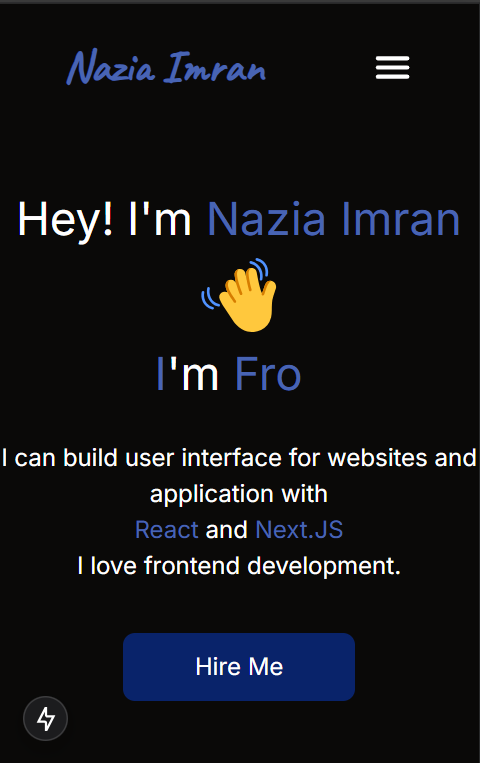 Nazia Imran
Hey! I'm Nazia Imran
I'm Fro
I can build user interface for websites and
application with
React and Next.JS
I love frontend development.
Hire Me